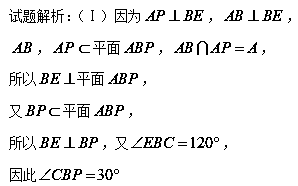 试题解析：（Ⅰ）因为 AP⊥BE，AB⊥BE，
AB，AP⊂平面 ABP，AB⋂AP=A，
所以 BE⊥平面 ABP，
又 BP⊂平面 ABP，
所以 BE⊥BP，又∠EBC=120°，
因此∠CBP=30°